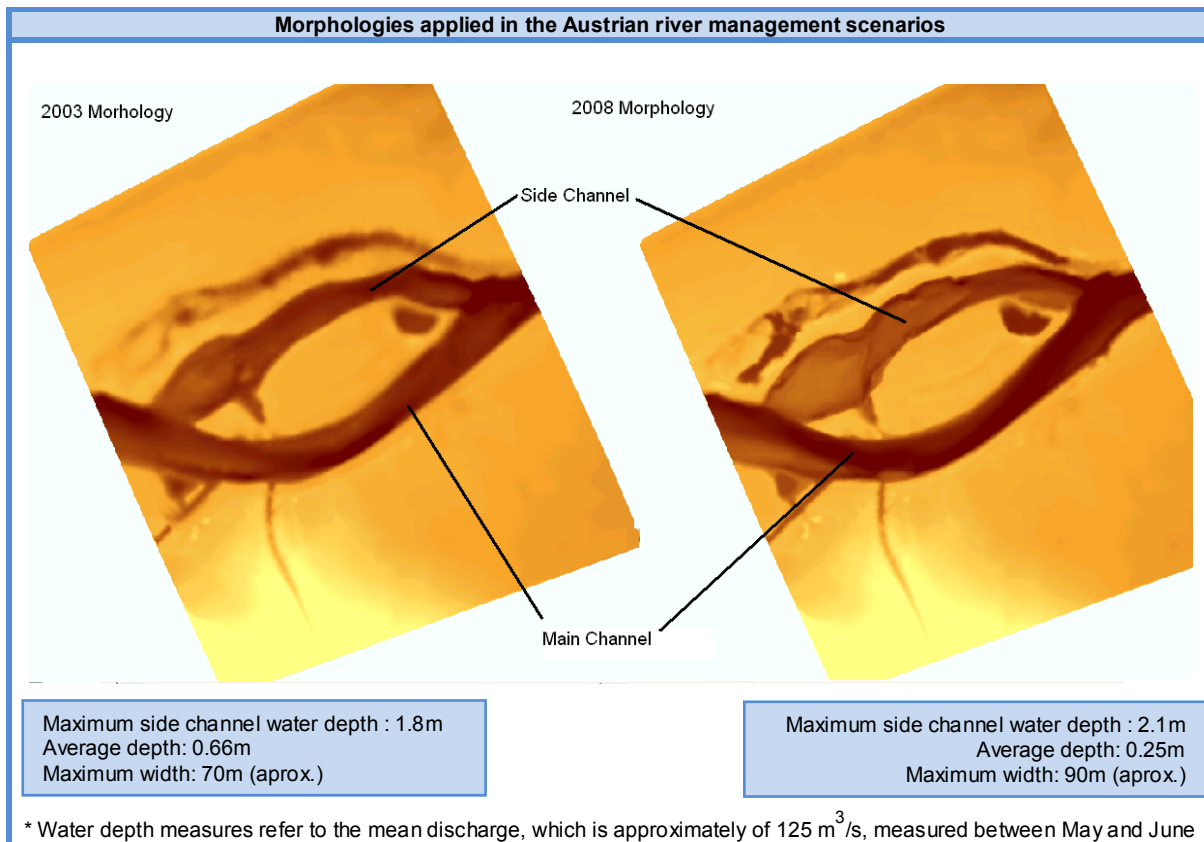 Morphologies applied in the Austrian river management scenarios
2003 Morhology
2008 Morphology
Side Channel
Main Channel
Maximum side channel water depth : 1.8m
Average depth: 0.66m
Maximum width: 70m (aprox.)
Maximum side channel water depth : 2.1m
Average depth: 0.25m
Maximum width: 90m (aprox.)
* Water depth measures refer to the mean discharge, which is approximately of 125 m³/s, measured between May and June